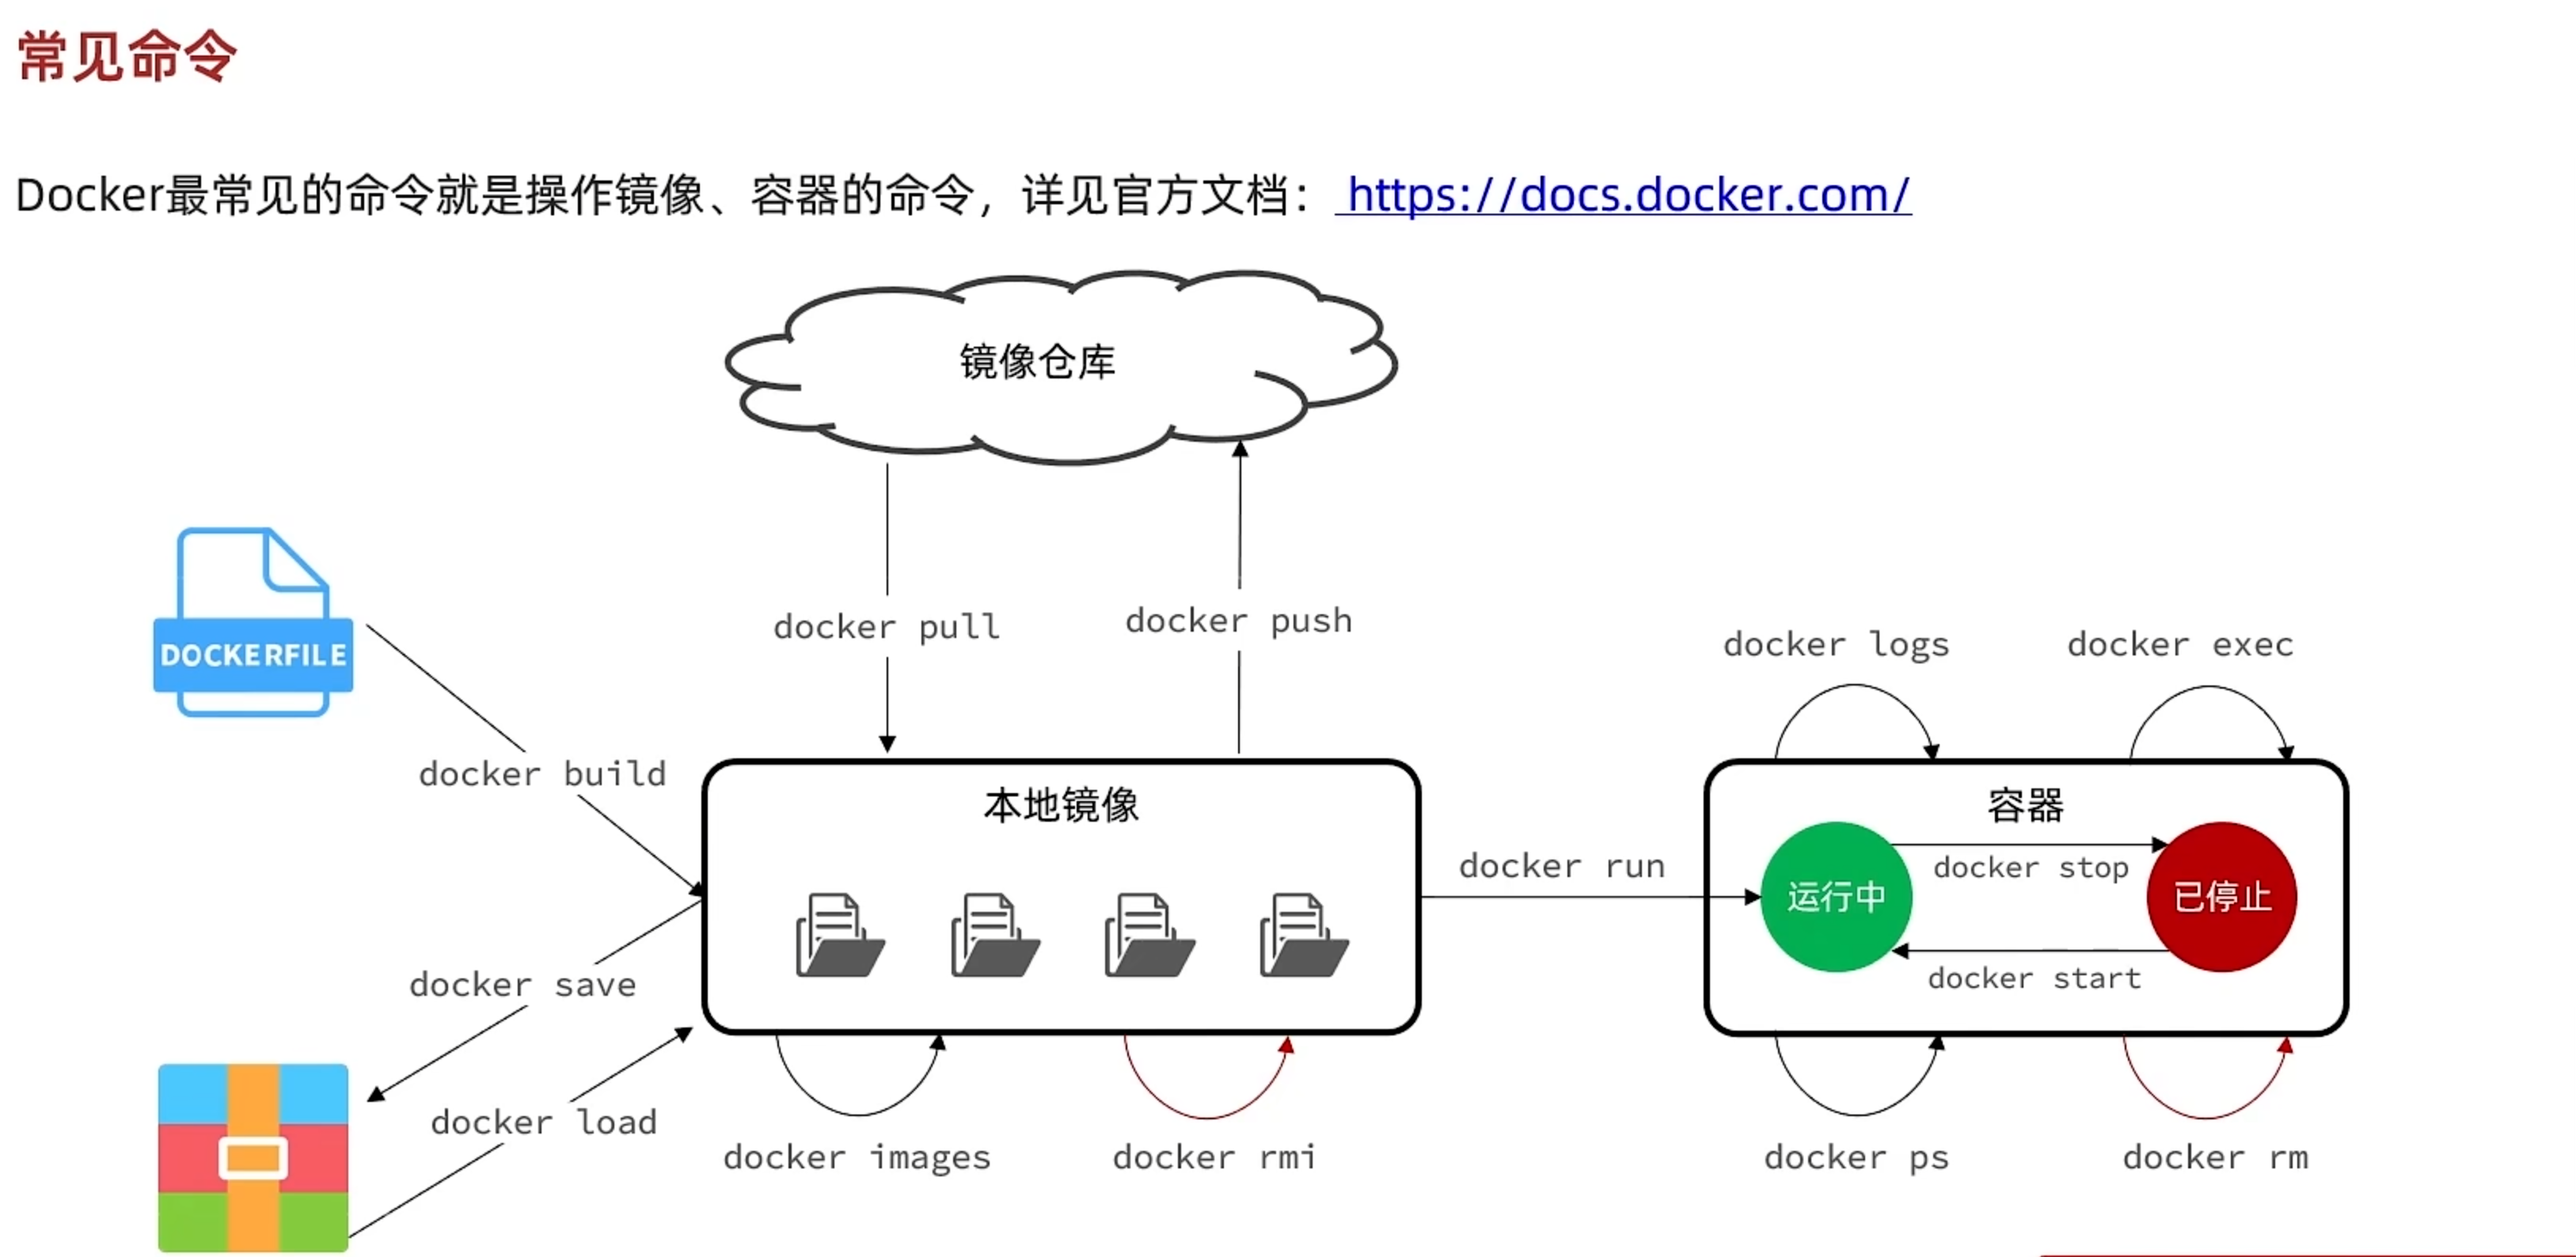 常见命令
Docker最常见的命令就是操作镜像、容器的命令，详见官方文档： https://docs.docker.com/
镜像仓库
docker pull
docker push
DOCKERFILE
docker build
docker save
docker load
本地镜像
docker images
docker rmi
docker run
docker logs
docker exec
容器
运行中
docker stop
已停止
docker start
docker ps
docker rm